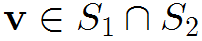 𝐯 ∈ S₁ ∩ S₂